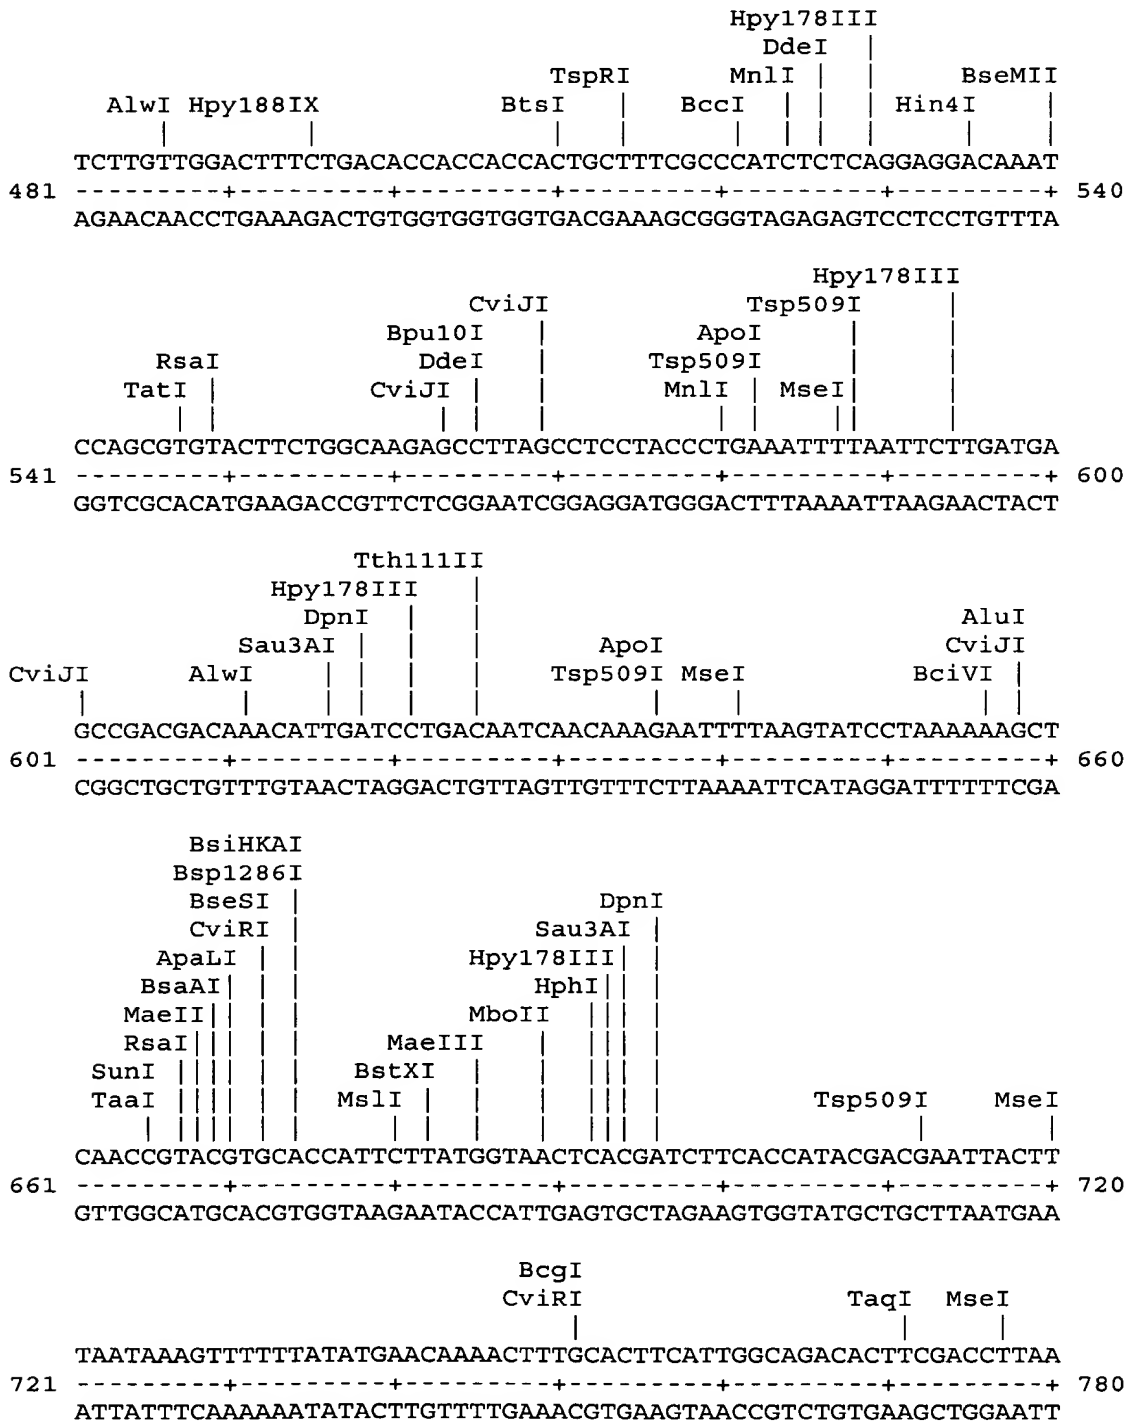 Hpy178III
DdeI
TspRI MnlI BseMII
AlwI Hpy188IX BtsI BccI Hin4I
TCTTGTTGGACTTTCTGACACCACCACCACTGCTTTCGCCCATCTCTCAGGAGGACAAAT
481 ---------+---------+---------+---------+---------+---------+ 540
AGAACAACCTGAAAGACTGTGGTGGTGGTGACGAAAGCGGGTAGAGAGTCCTCCTGTTTA
Hpy178III
CviJI Tsp509I
Bpu10I ApoI
RsaI DdeI Tsp509I
TatI CviJI MnlI MseI
CCAGCGTGTACTTCTGGCAAGAGCCTTAGCCTCCTACCCTGAAATTTTAATTCTTGATGA
541 ---------+---------+---------+---------+---------+---------+ 600
GGTCGCACATGAAGACCGTTCTCGGAATCGGAGGATGGGACTTTAAAATTAAGAACTACT
Tth111II
Hpy178III
DpnI AluI
Sau3AI ApoI CviJI
CviJI AlwI Tsp509I MseI BciVI
GCCGACGACAAACATTGATCCTGACAATCAACAAAGAATTTTAAGTATCCTAAAAAAGCT
601 ---------+---------+---------+---------+---------+---------+ 660
CGGCTGCTGTTTGTAACTAGGACTGTTAGTTGTTTCTTAAAATTCATAGGATTTTTTCGA
BsiHKAI
Bsp1286I
BseSI DpnI
CviRI Sau3AI
ApaLI Hpy178III
BsaAI HphI
MaeII MboII
RsaI MaeIII
SunI BstXI
TaaI MslI Tsp509I MseI
CAACCGTACGTGCACCATTCTTATGGTAACTCACGATCTTCACCATACGACGAATTACTT
661 ---------+---------+---------+---------+---------+---------+ 720
GTTGGCATGCACGTGGTAAGAATACCATTGAGTGCTAGAAGTGGTATGCTGCTTAATGAA
BcgI
CviRI TaqI MseI
TAATAAAGTTTTTTATATGAACAAAACTTTGCACTTCATTGGCAGACACTTCGACCTTAA
721 ---------+---------+---------+---------+---------+---------+ 780
ATTATTTCAAAAAATATACTTGTTTTGAAACGTGAAGTAACCGTCTGTGAAGCTGGAATT